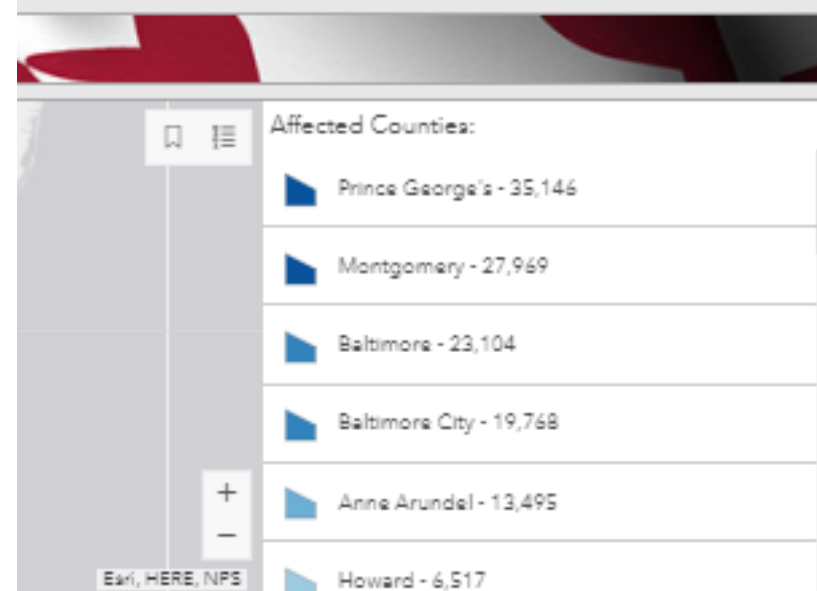 Affected Counties:
Prince George's - 35,146
Montgomery - 27,969
Baltimore - 23,104
Baltimore City - 19,768
Anne Arundel - 13,495
Howard - 6,517
+
−
Esri, HERE, NPS